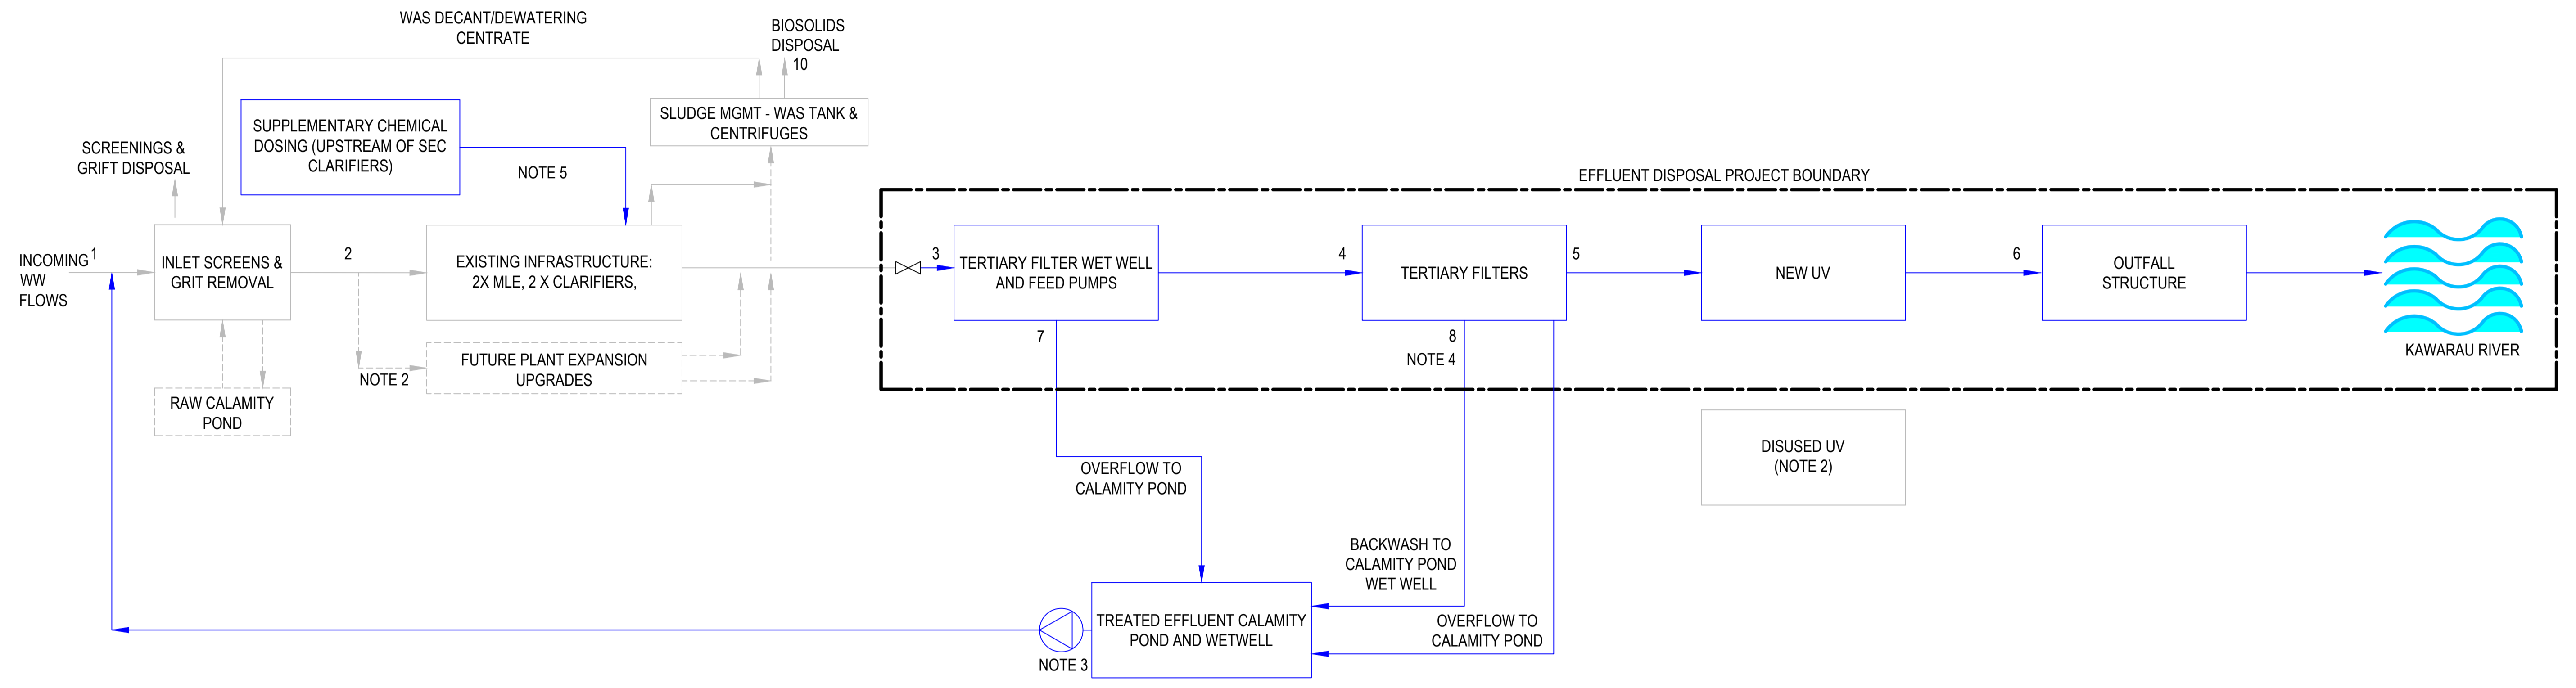 WAS DECANT/DEWATERING
CENTRATE
BIOSOLIDS
DISPOSAL
10
SUPPLEMENTARY CHEMICAL
DOSING (UPSTREAM OF SEC
CLARIFIERS)
NOTE 5
SLUDGE MGMT - WAS TANK &
CENTRIFUGES
SCREENINGS &
GRIFT DISPOSAL
EFFLUENT DISPOSAL PROJECT BOUNDARY
INCOMING
WW
FLOWS
1
INLET SCREENS &
GRIT REMOVAL
2
EXISTING INFRASTRUCTURE:
2X MLE, 2 X CLARIFIERS,
3
TERTIARY FILTER WET WELL
AND FEED PUMPS
4
TERTIARY FILTERS
5
NEW UV
6
OUTFALL
STRUCTURE
KAWARAU RIVER
7
8
NOTE 4
NOTE 2
FUTURE PLANT EXPANSION
UPGRADES
RAW CALAMITY
POND
DISUSED UV
(NOTE 2)
OVERFLOW TO
CALAMITY POND
BACKWASH TO
CALAMITY POND
WET WELL
OVERFLOW TO
CALAMITY POND
TREATED EFFLUENT CALAMITY
POND AND WETWELL
NOTE 3